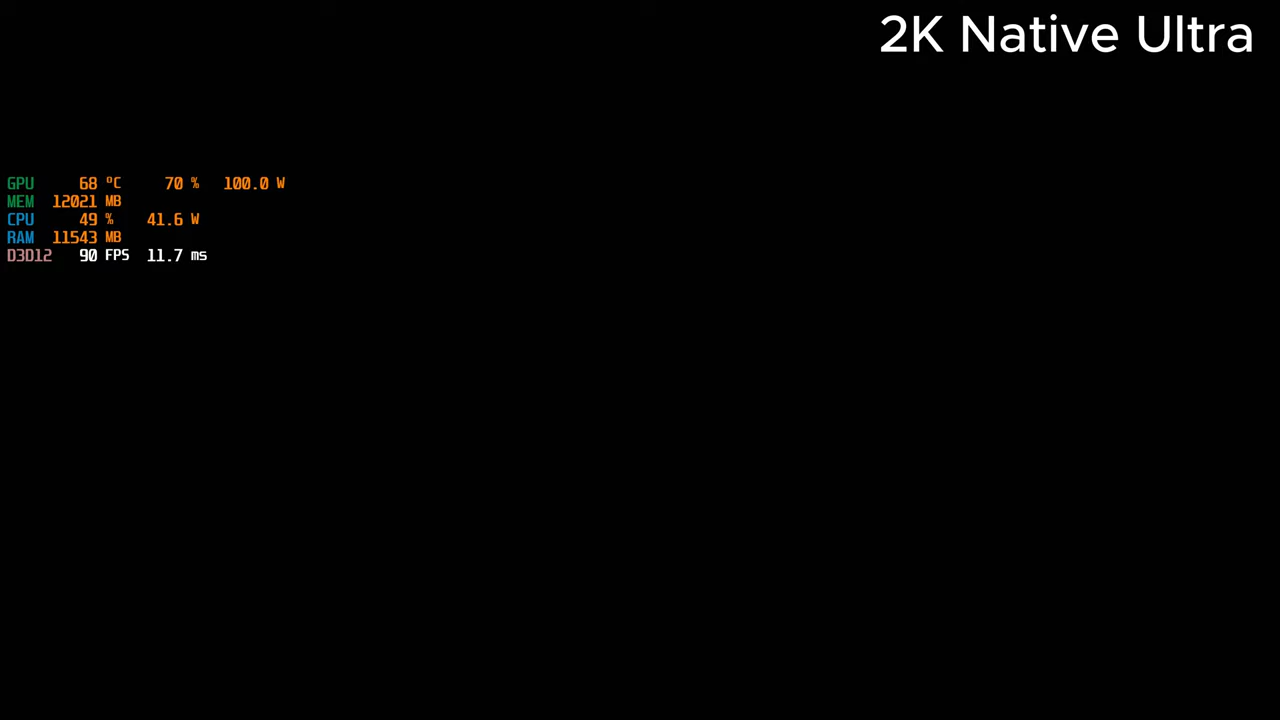 2K Native Ultra
GPU 68 °C 70 % 100.0 W
MEM 12021 MB
CPU 49 % 41.6 W
RAM 11543 MB
D3D12 90 FPS 11.7 ms